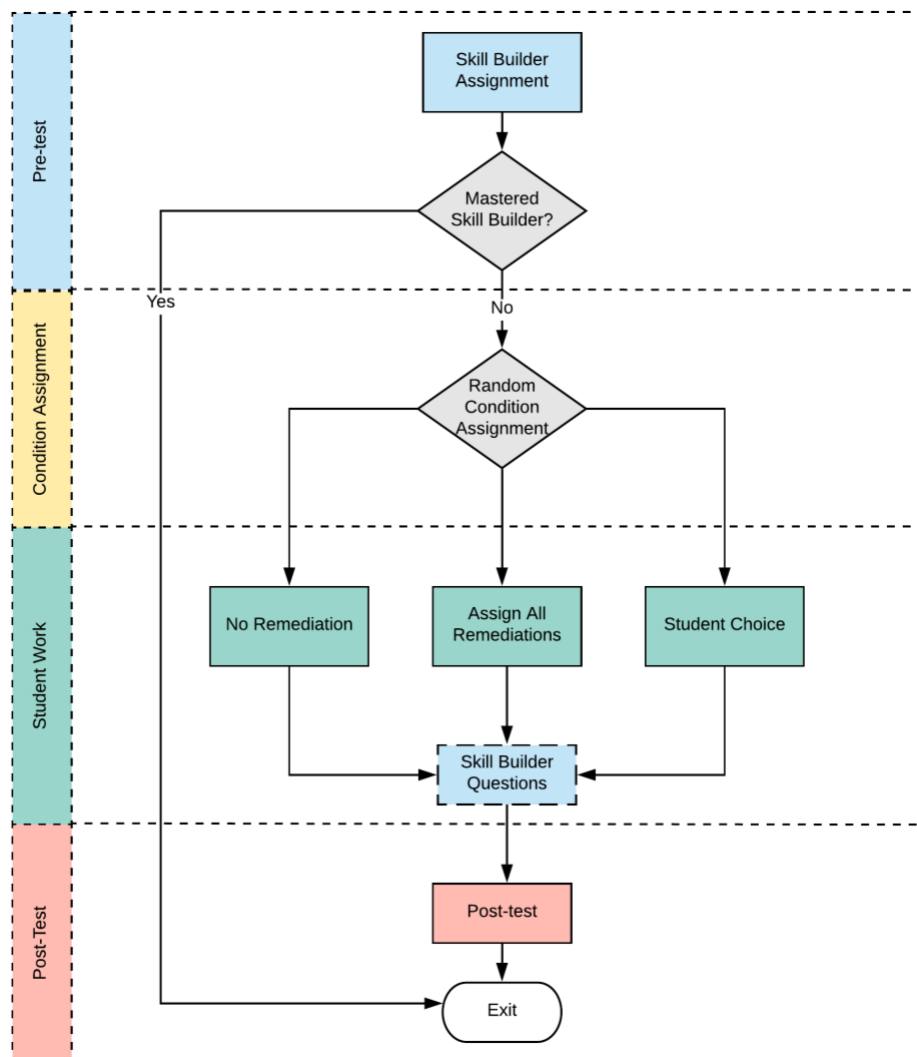 Pre-test
Skill Builder
Assignment
Mastered
Skill Builder?
Yes
No
Condition Assignment
Random
Condition
Assignment
Student Work
No Remediation
Assign All
Remediations
Student Choice
Skill Builder
Questions
Post-Test
Post-test
Exit